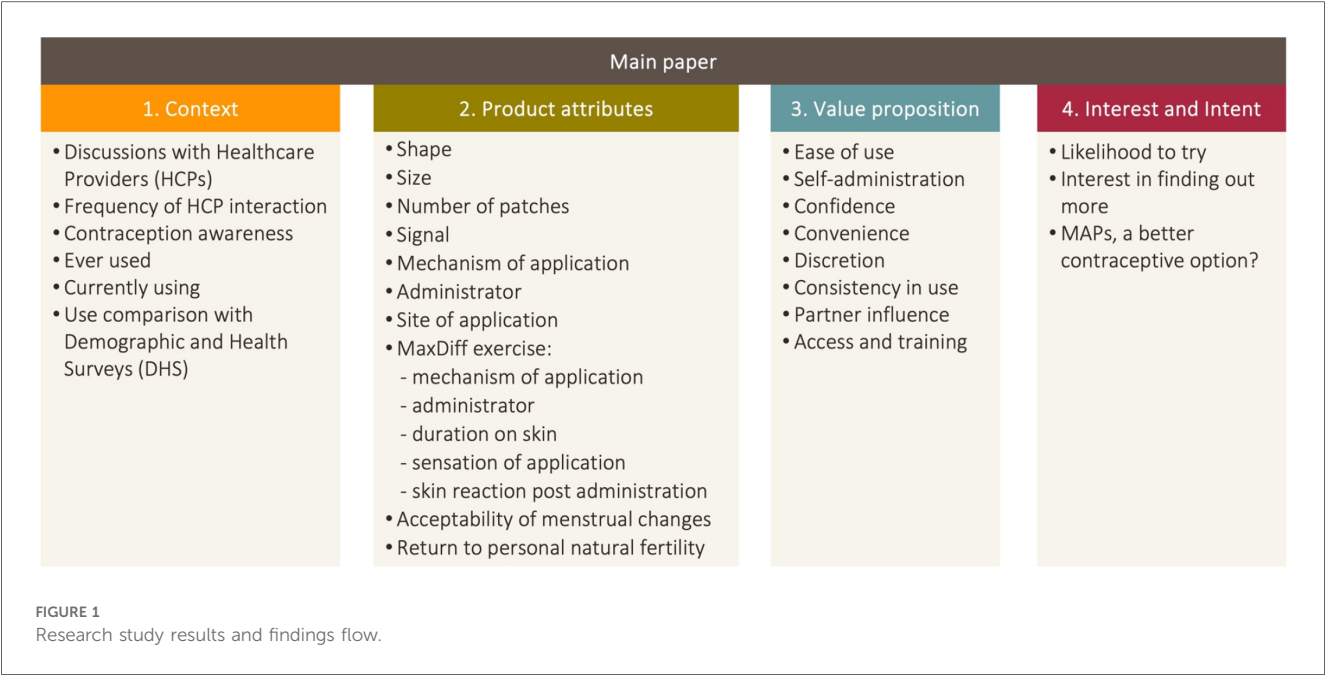 Main paper
1. Context
• Discussions with Healthcare
Providers (HCPs)
• Frequency of HCP interaction
• Contraception awareness
• Ever used
• Currently using
• Use comparison with
Demographic and Health
Surveys (DHS)
2. Product attributes
• Shape
• Size
• Number of patches
• Signal
• Mechanism of application
• Administrator
• Site of application
• MaxDiff exercise:
- mechanism of application
- administrator
- duration on skin
- sensation of application
- skin reaction post administration
• Acceptability of menstrual changes
• Return to personal natural fertility
3. Value proposition
• Ease of use
• Self-administration
• Confidence
• Convenience
• Discretion
• Consistency in use
• Partner influence
• Access and training
4. Interest and Intent
• Likelihood to try
• Interest in finding out
more
• MAPs, a better
contraceptive option?
FIGURE 1
Research study results and findings flow.